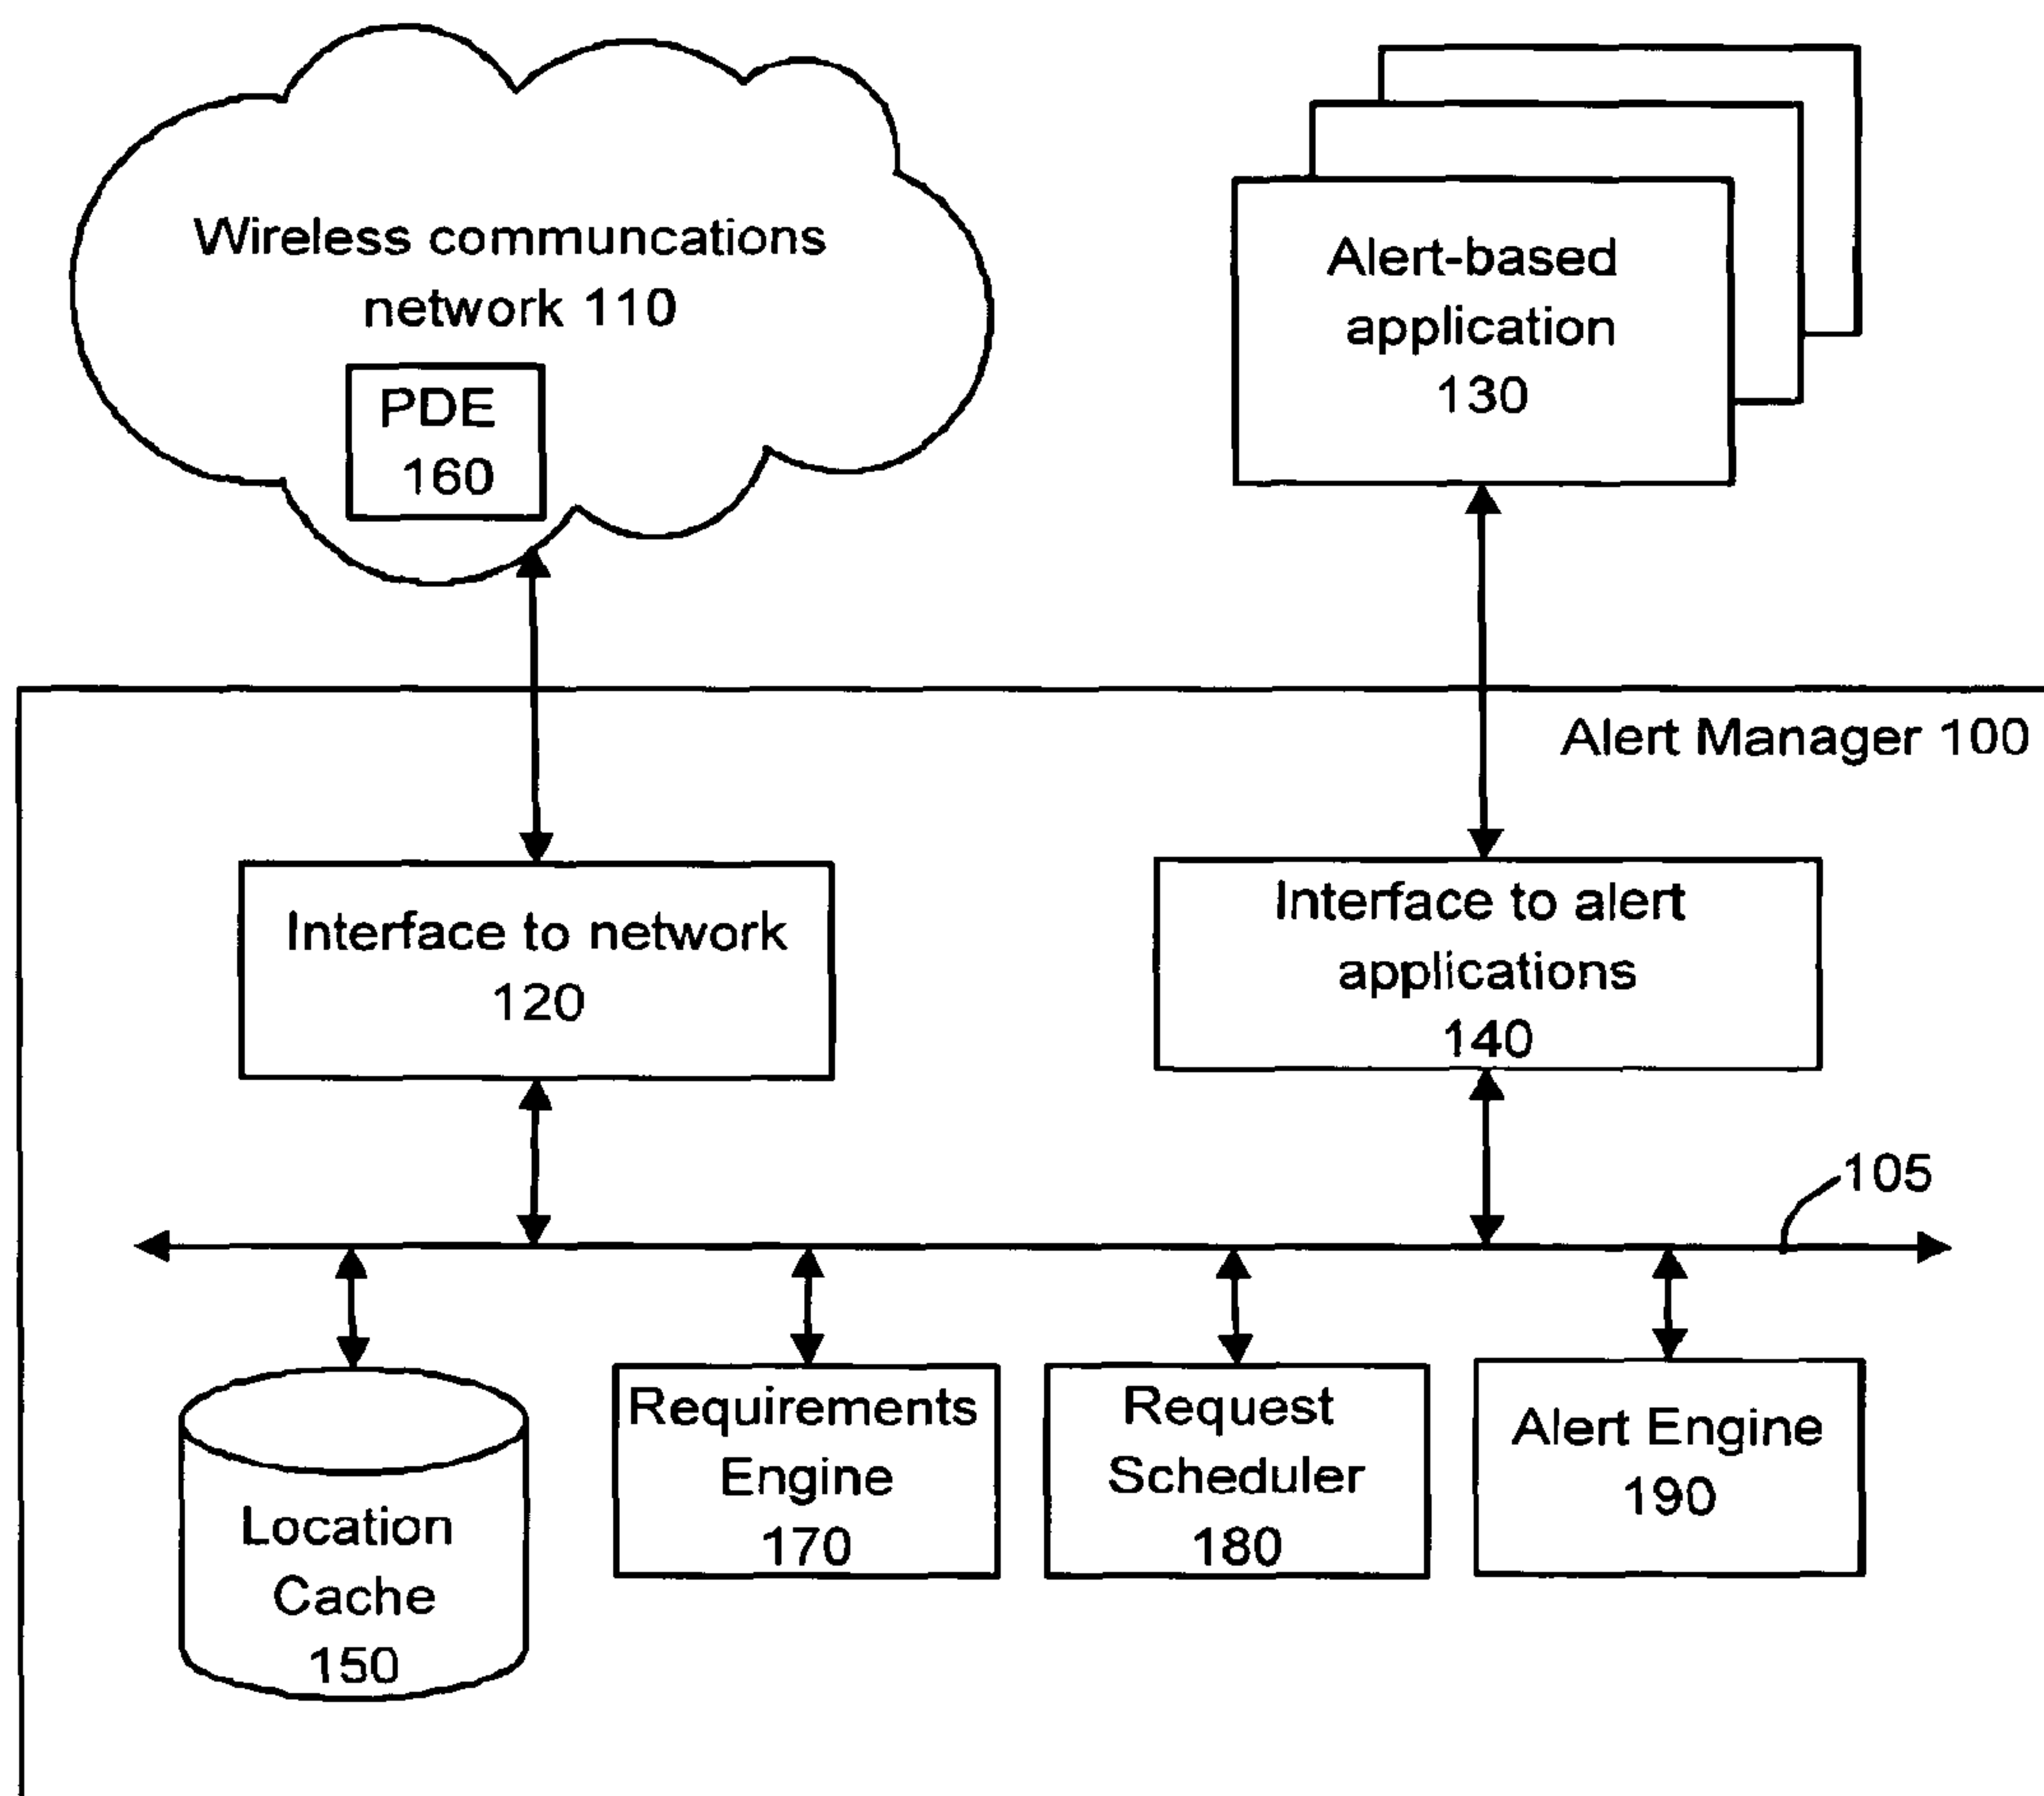 Wireless communcations
network 110
PDE
160
Alert-based
application
130
Alert Manager 100
Interface to network
120
Interface to alert
applications
140
105
Location
Cache
150
Requirements
Engine
170
Request
Scheduler
180
Alert Engine
190